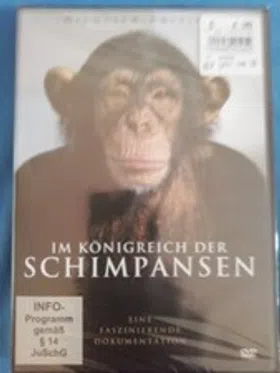 IM KÖNIGREICH DER
SCHIMPANSEN
INFO-
Programm
gemäß
§ 14
JuSchG
EINE
FASZINIERENDE
DOKUMENTATION
DVD